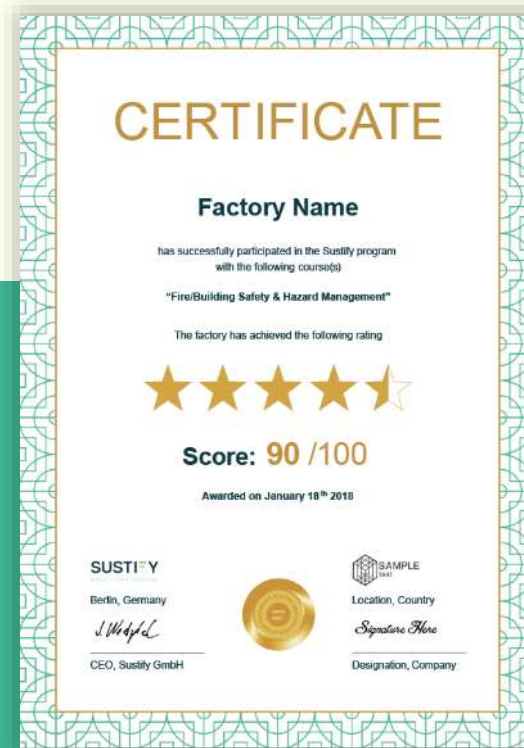 CERTIFICATE
Factory Name
has successfully participated in the Sustify program
with the following course(s)
"Fire/Building Safety & Hazard Management"
The factory has achieved the following rating
Score: 90 /100
Awarded on January 18th 2018
SUSTIFY
Berlin, Germany
CEO, Sustify GmbH
SAMPLE
text
Location, Country
Signature Here
Designation, Company